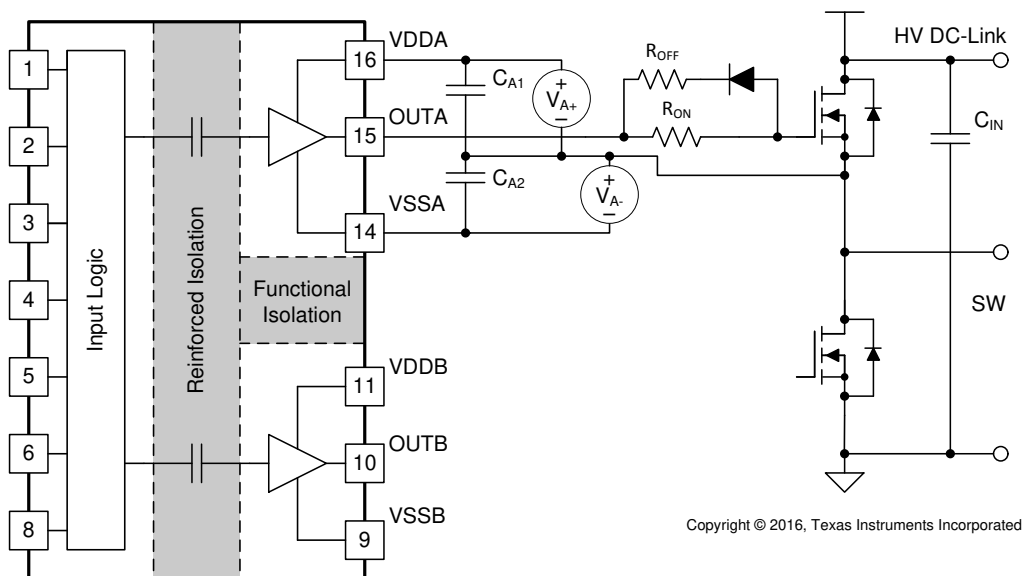 1
2
3
4
5
6
8
Input Logic
Reinforced Isolation
Functional
Isolation
16
VDDA
15
OUTA
14
VSSA
11
VDDB
10
OUTB
9
VSSB
CA1
CA2
+
VA+
−
+
VA-
−
ROFF
RON
HV DC-Link
CIN
SW
Copyright © 2016, Texas Instruments Incorporated